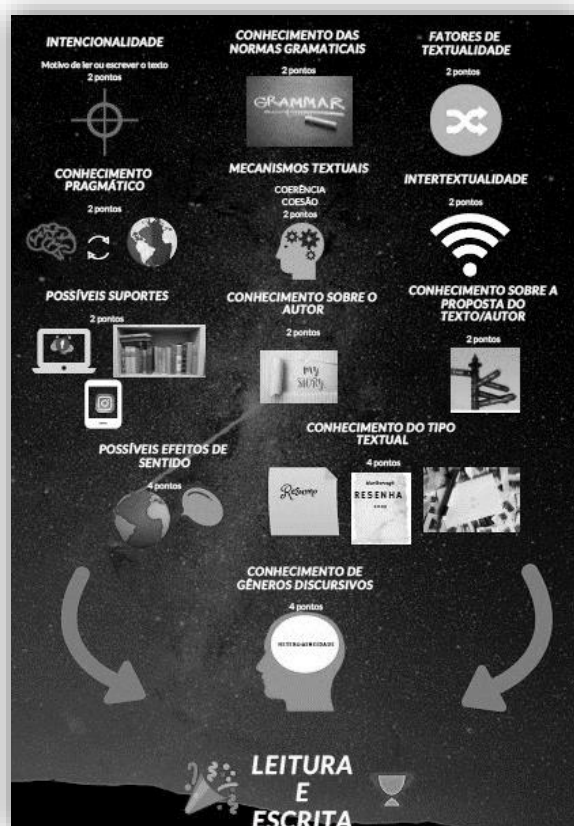 INTENCIONALIDADE
Motivo de ler ou escrever o texto
2 pontos
CONHECIMENTO DAS
NORMAS GRAMATICAIS
2 pontos
GRAMMAR
FATORES DE
TEXTUALIDADE
2 pontos
CONHECIMENTO
PRAGMÁTICO
2 pontos
MECANISMOS TEXTUAIS
COERÊNCIA
COESÃO
2 pontos
INTERTEXTUALIDADE
2 pontos
POSSÍVEIS SUPORTES
2 pontos
CONHECIMENTO SOBRE O
AUTOR
2 pontos
MY
STORY
CONHECIMENTO SOBRE A
PROPOSTA DO
TEXTO/AUTOR
2 pontos
POSSÍVEIS EFEITOS DE
SENTIDO
4 pontos
CONHECIMENTO DO TIPO
TEXTUAL
4 pontos
Resumo
RESENHA
CONHECIMENTO DE
GÊNEROS DISCURSIVOS
4 pontos
HETEROGENEIDADE
LEITURA
E
ESCRITA